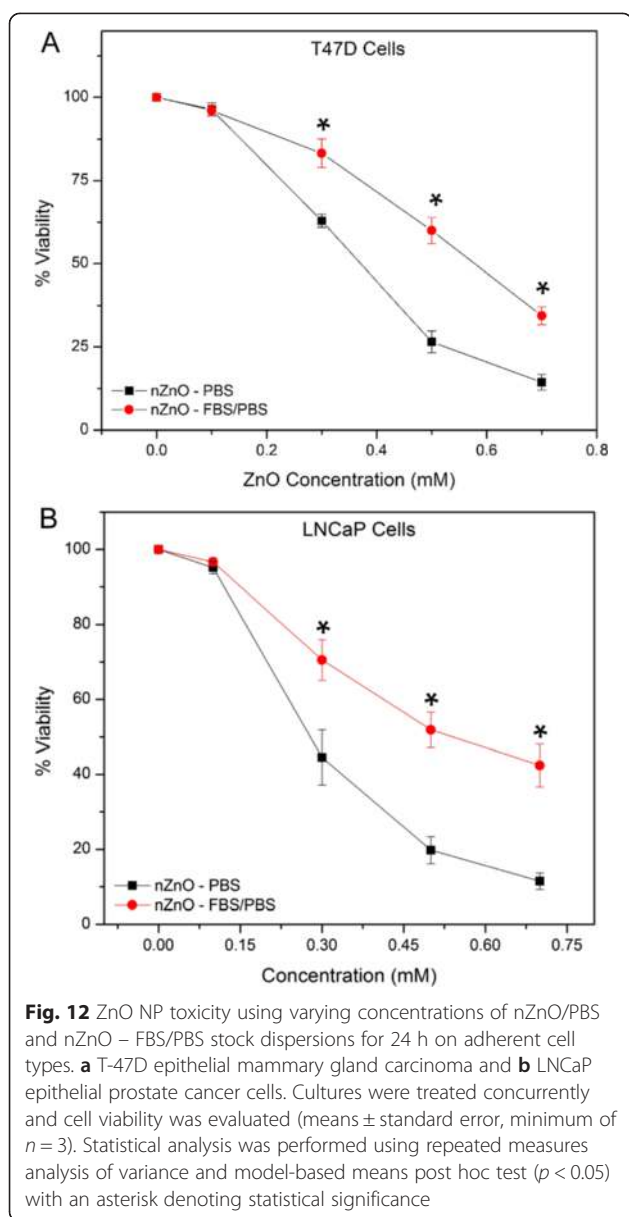 A
T47D Cells
100
75
50
25
0
% Viability
*
*
*
nZnO - PBS
nZnO - FBS/PBS
0.0 0.2 0.4 0.6 0.8
ZnO Concentration (mM)
B
LNCaP Cells
100
80
60
40
20
0
% Viability
*
*
*
nZnO - PBS
nZnO - FBS/PBS
0.00 0.15 0.30 0.45 0.60 0.75
Concentration (mM)
Fig. 12 ZnO NP toxicity using varying concentrations of nZnO/PBS
and nZnO – FBS/PBS stock dispersions for 24 h on adherent cell
types. a T-47D epithelial mammary gland carcinoma and b LNCaP
epithelial prostate cancer cells. Cultures were treated concurrently
and cell viability was evaluated (means ± standard error, minimum of
n = 3). Statistical analysis was performed using repeated measures
analysis of variance and model-based means post hoc test (p < 0.05)
with an asterisk denoting statistical significance